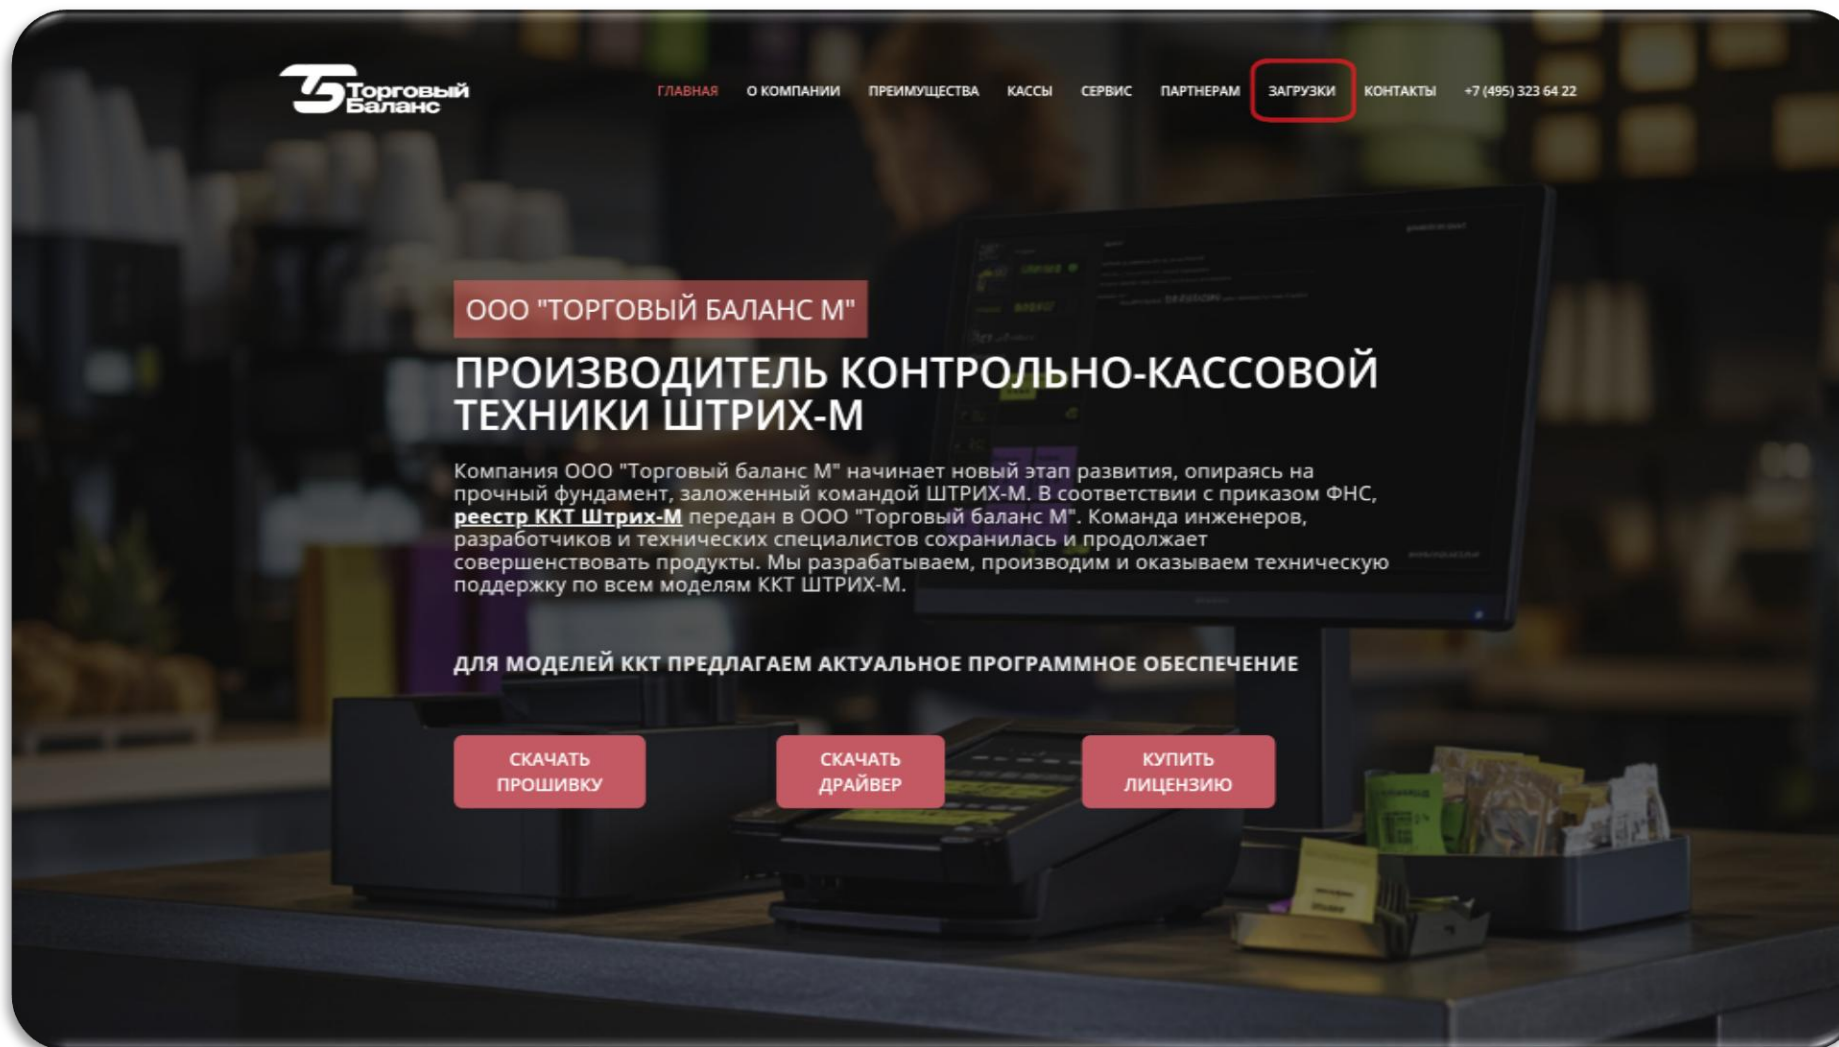 Торговый
Баланс
ГЛАВНАЯ О КОМПАНИИ ПРЕИМУЩЕСТВА КАССЫ СЕРВИС ПАРТНЕРАМ ЗАГРУЗКИ КОНТАКТЫ +7 (495) 323 64 22
ООО "ТОРГОВЫЙ БАЛАНС М"
ПРОИЗВОДИТЕЛЬ КОНТРОЛЬНО-КАССОВОЙ
ТЕХНИКИ ШТРИХ-М
Компания ООО "Торговый баланс М" начинает новый этап развития, опираясь на
прочный фундамент, заложенный командой ШТРИХ-М. В соответствии с приказом ФНС,
реестр ККТ Штрих-М передан в ООО "Торговый баланс М". Команда инженеров,
разработчиков и технических специалистов сохранилась и продолжает
совершенствовать продукты. Мы разрабатываем, производим и оказываем техническую
поддержку по всем моделям ККТ ШТРИХ-М.
ДЛЯ МОДЕЛЕЙ ККТ ПРЕДЛАГАЕМ АКТУАЛЬНОЕ ПРОГРАММНОЕ ОБЕСПЕЧЕНИЕ
СКАЧАТЬ
ПРОШИВКУ
СКАЧАТЬ
ДРАЙВЕР
КУПИТЬ
ЛИЦЕНЗИЮ